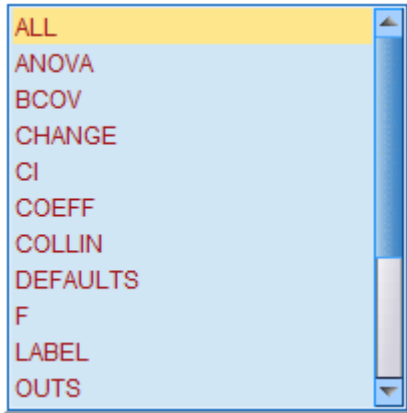 ALL
ANOVA
BCOV
CHANGE
CI
COEFF
COLLIN
DEFAULTS
F
LABEL
OUTS